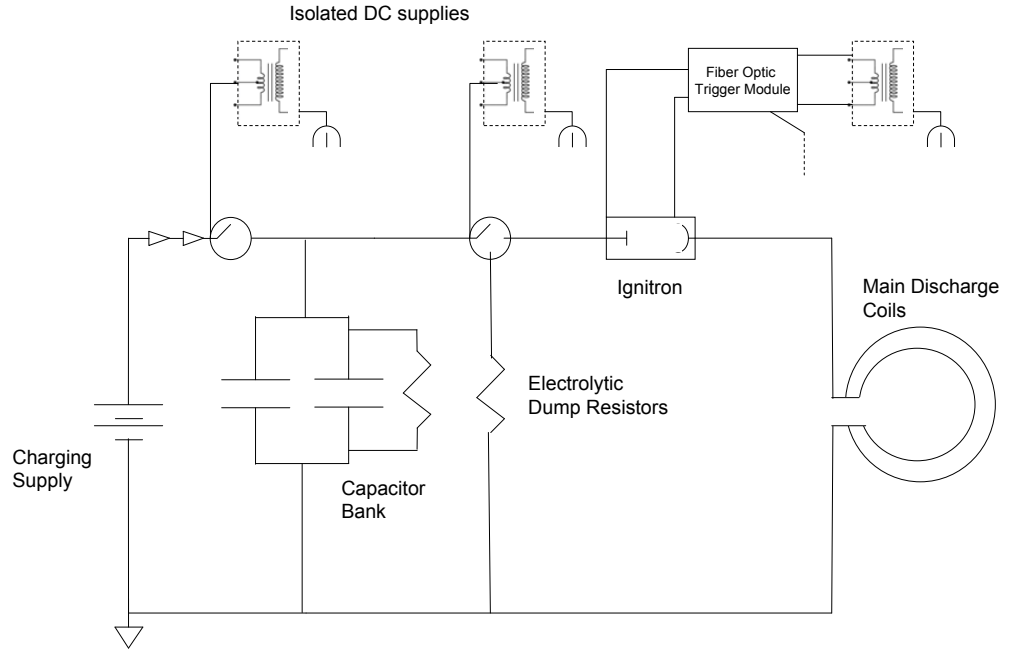 Isolated DC supplies
Fiber Optic
Trigger Module
Ignitron
Main Discharge
Coils
Electrolytic
Dump Resistors
Charging
Supply
Capacitor
Bank